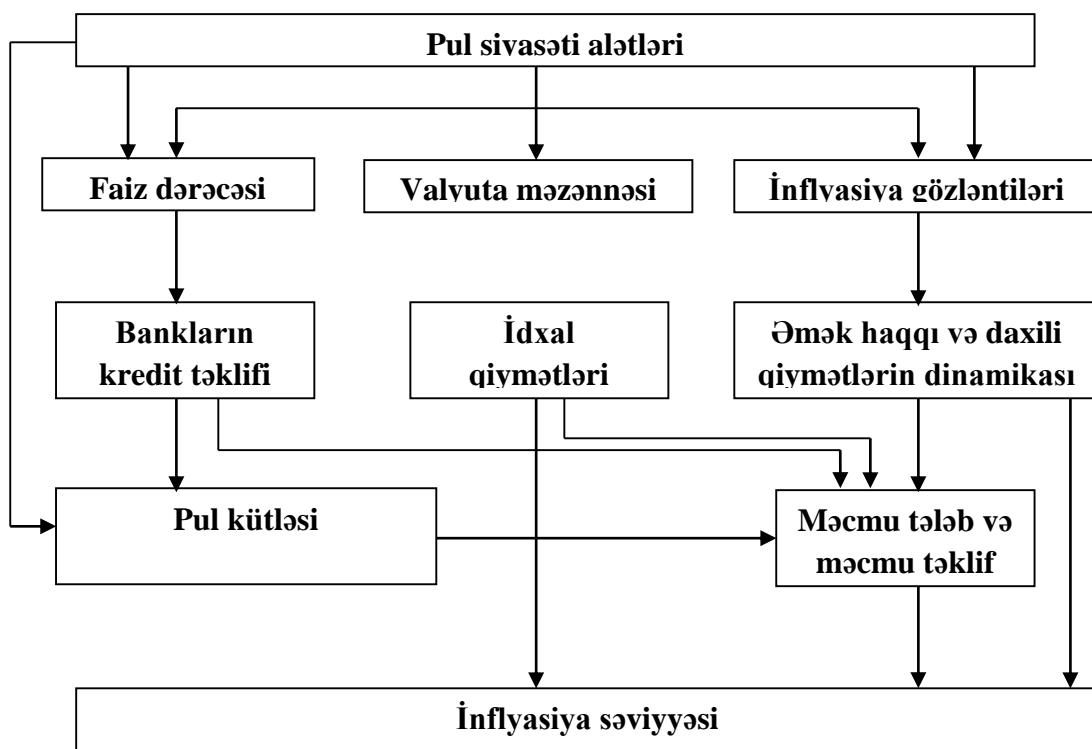 Pul sivasəti alətləri
Faiz dərəcəsi
Valyuta məzənnəsi
İnflyasiya gözləntiləri
Bankların
kredit təklifi
İdxal
qiymətləri
Əmək haqqı və daxili
qiymətlərin dinamikası
Pul kütləsi
Məcmu tələb və
məcmu təklif
İnflyasiya səviyyəsi